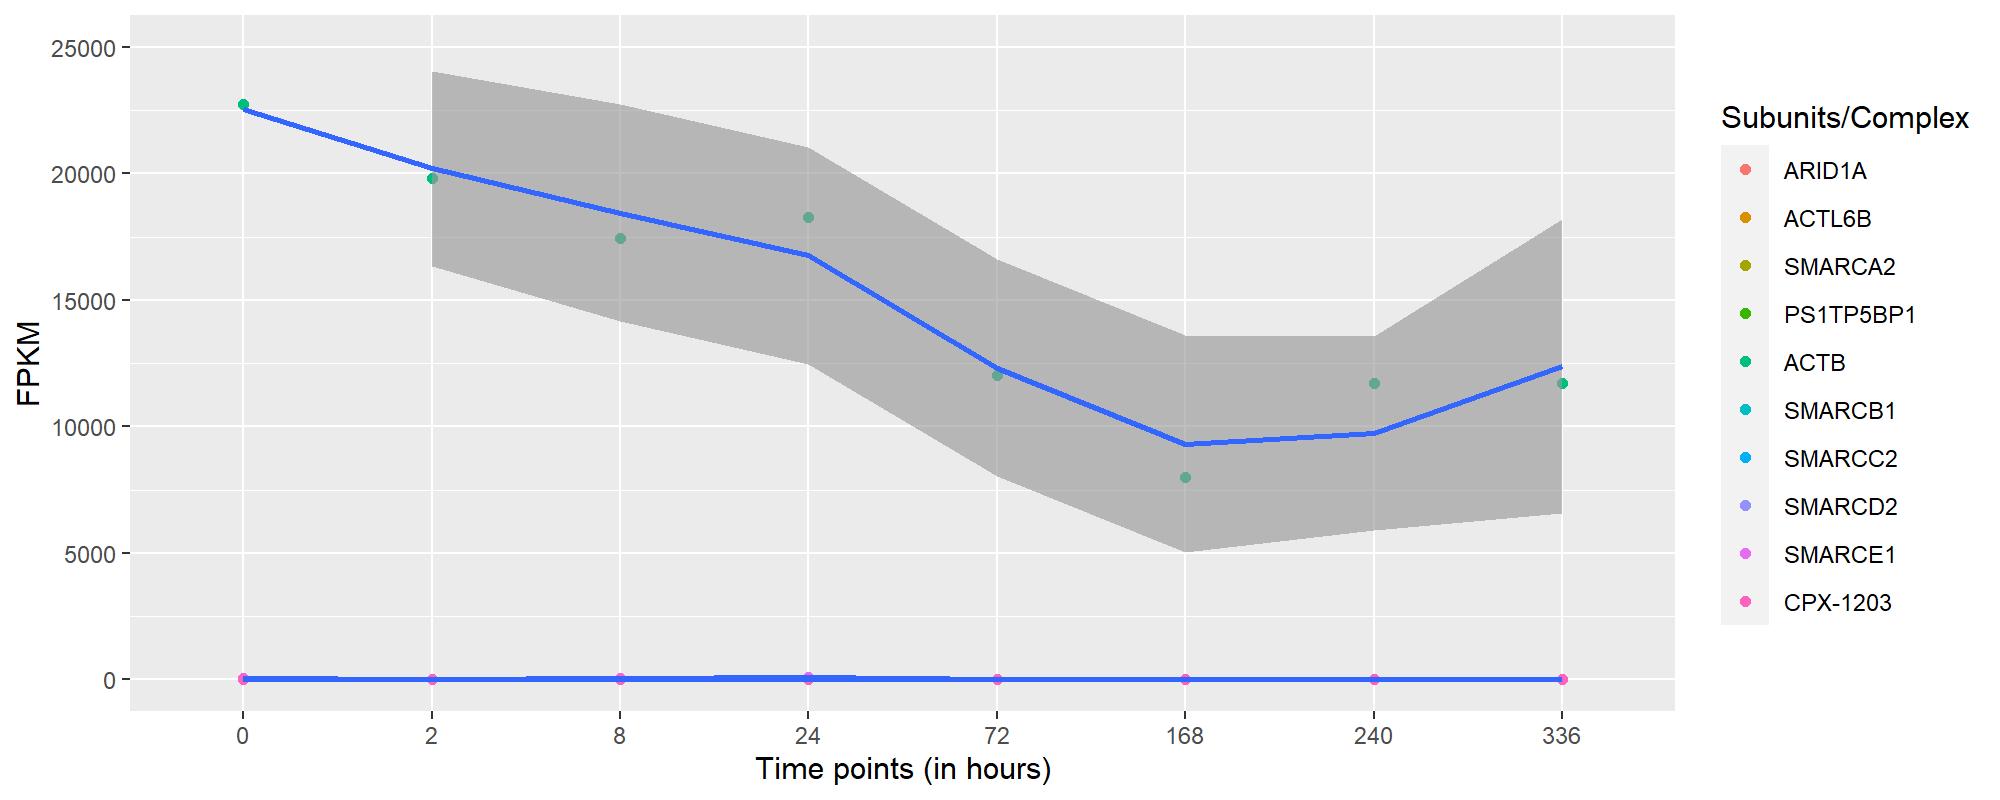 25000
20000
15000
10000
5000
0
FPKM
0 2 8 24 72 168 240 336
Time points (in hours)
Subunits/Complex
ARID1A
ACTL6B
SMARCA2
PS1TP5BP1
ACTB
SMARCB1
SMARCC2
SMARCD2
SMARCE1
CPX-1203